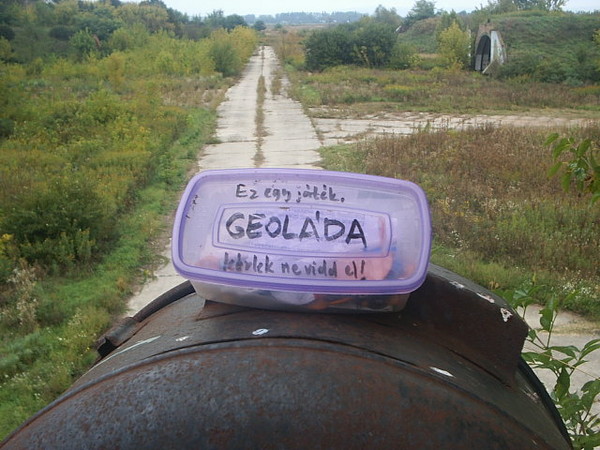 Ez egy játék.
GEOLÁDA
kérlek ne vidd el!